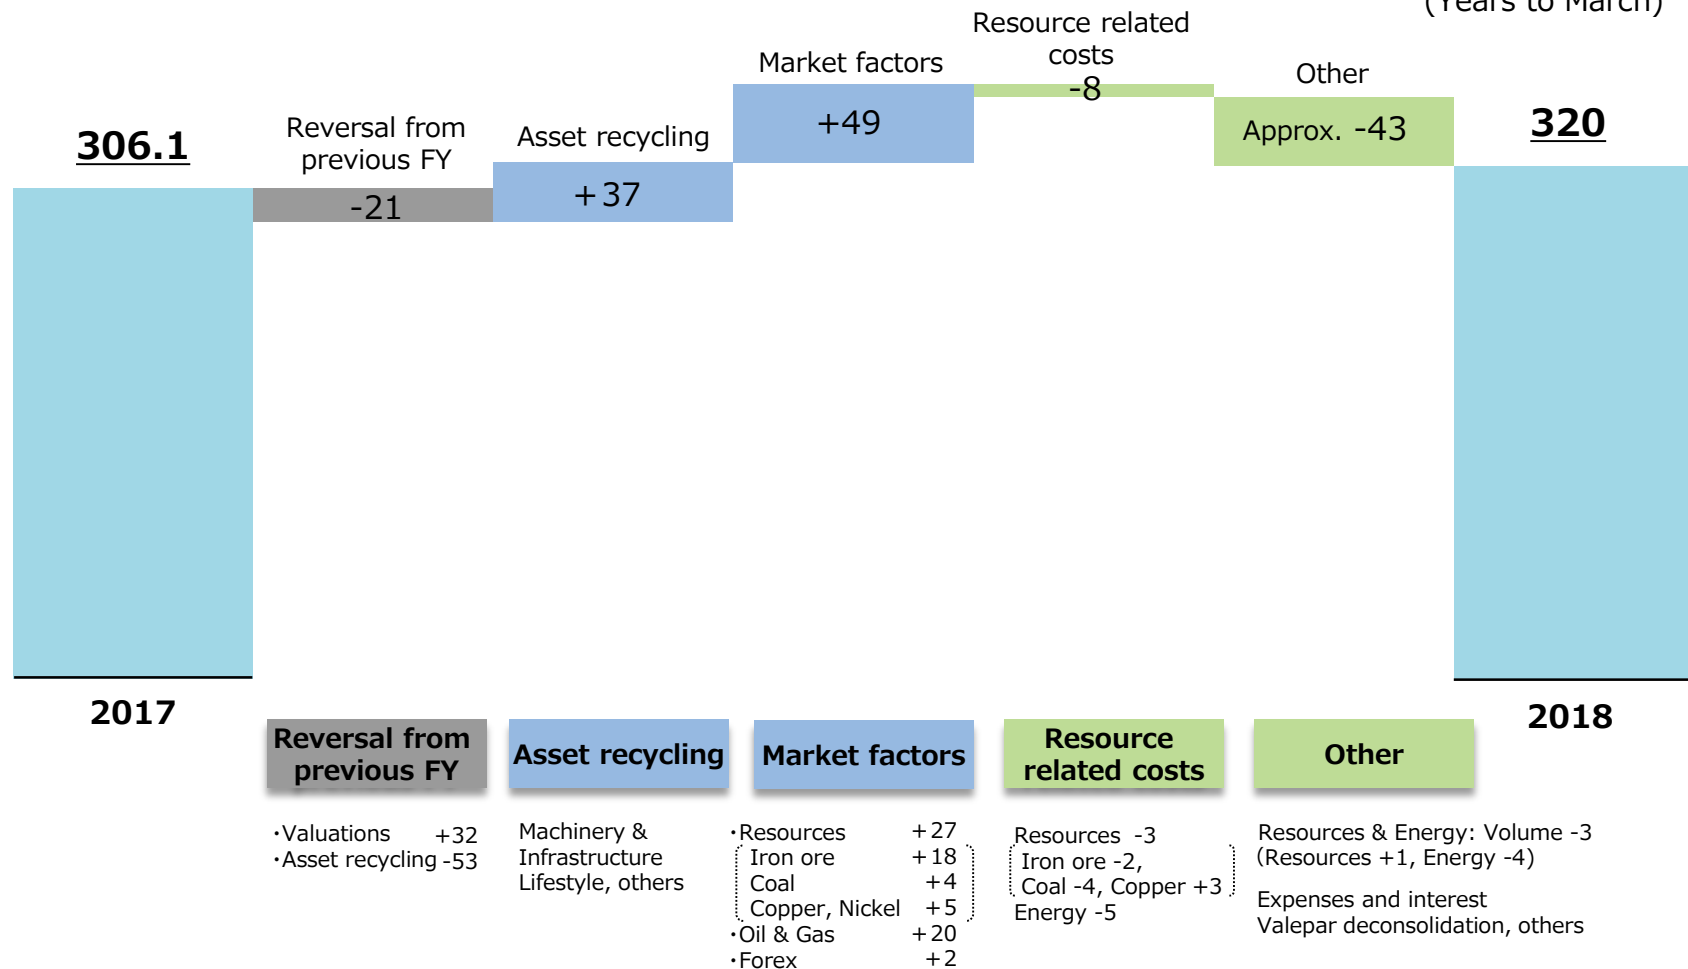 (Years to March)
Resource related
costs
-8
Market factors
+49
Other
Approx. -43
320
306.1
Reversal from
previous FY
-21
Asset recycling
+37
2017
2018
Reversal from
previous FY
Asset recycling
Market factors
Resource
related costs
Other
・Valuations +32
・Asset recycling -53
Machinery &
Infrastructure
Lifestyle, others
・Resources +27
Iron ore +18
Coal +4
Copper, Nickel +5
・Oil & Gas +20
・Forex +2
Resources -3
Iron ore -2,
Coal -4, Copper +3
Energy -5
Resources & Energy: Volume -3
(Resources +1, Energy -4)
Expenses and interest
Valepar deconsolidation, others